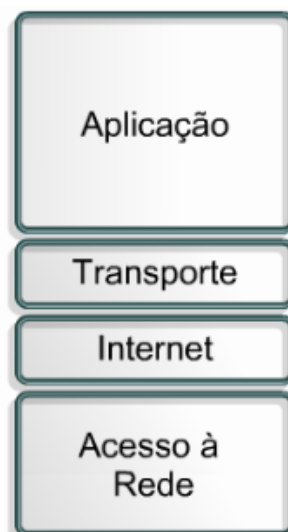 Aplicação
Transporte
Internet
Acesso à
Rede